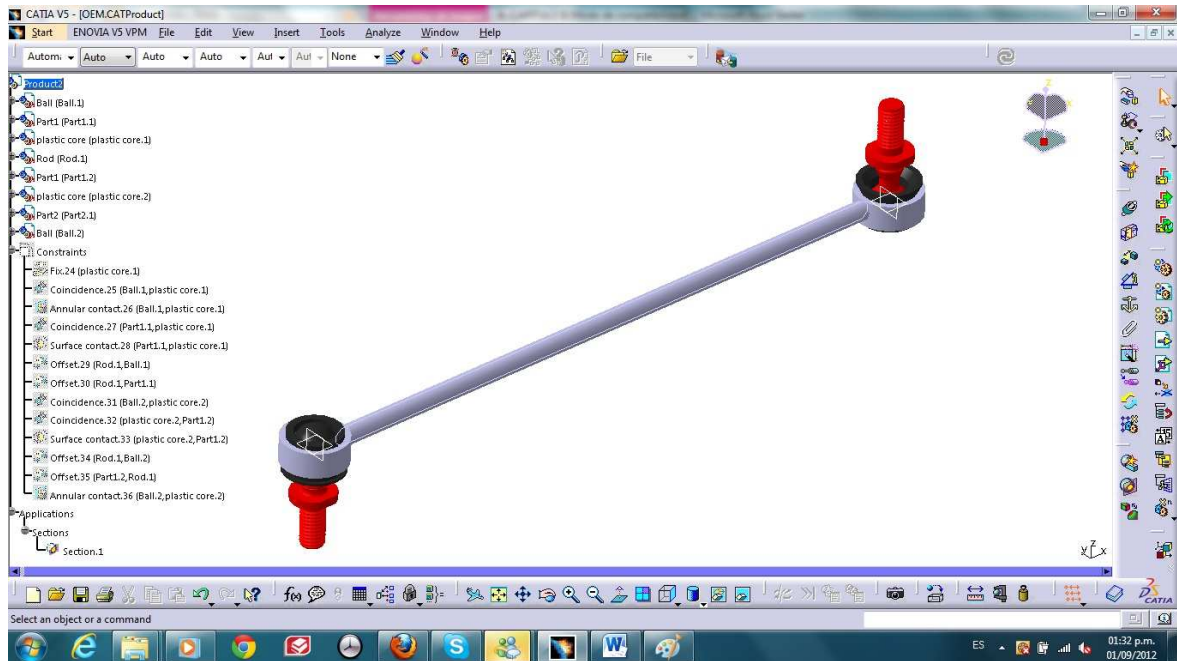 CATIA V5 - [OEM.CATProduct]
Start ENOVIA V5 VPM File Edit View Insert Tools Analyze Window Help
Autom Auto Auto Auto Aut Aut None File
Product2
Ball (Ball.1)
Part1 (Part1.1)
plastic core (plastic core.1)
Rod (Rod.1)
Part1 (Part1.2)
plastic core (plastic core.2)
Part2 (Part2.1)
Ball (Ball.2)
Constraints
Fix.24 (plastic core.1)
Coincidence.25 (Ball.1,plastic core.1)
Annular contact.26 (Ball.1,plastic core.1)
Coincidence.27 (Part1.1,plastic core.1)
Surface contact.28 (Part1.1,plastic core.1)
Offset.29 (Rod.1,Ball.1)
Offset.30 (Rod.1,Part1.1)
Coincidence.31 (Ball.2,plastic core.2)
Coincidence.32 (plastic core.2,Part1.2)
Surface contact.33 (plastic core.2,Part1.2)
Offset.34 (Rod.1,Ball.2)
Offset.35 (Part1.2,Rod.1)
Annular contact.36 (Ball.2,plastic core.2)
Applications
Sections
Section.1
z
x
y z x
f(x)
CATIA
Select an object or a command
S W
ES
01:32 p.m.
01/09/2012